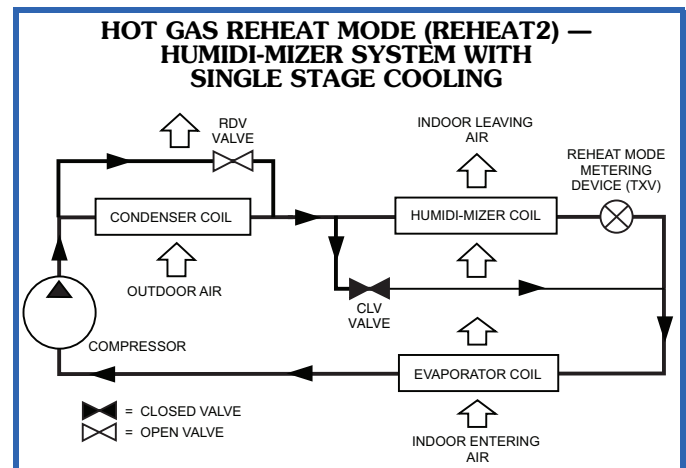 HOT GAS REHEAT MODE (REHEAT2) —
HUMIDI-MIZER SYSTEM WITH
SINGLE STAGE COOLING
RDV
VALVE
INDOOR LEAVING
AIR
REHEAT MODE
METERING
DEVICE (TXV)
CONDENSER COIL
HUMIDI-MIZER COIL
OUTDOOR AIR
CLV
VALVE
COMPRESSOR
EVAPORATOR COIL
= CLOSED VALVE
= OPEN VALVE
INDOOR ENTERING
AIR